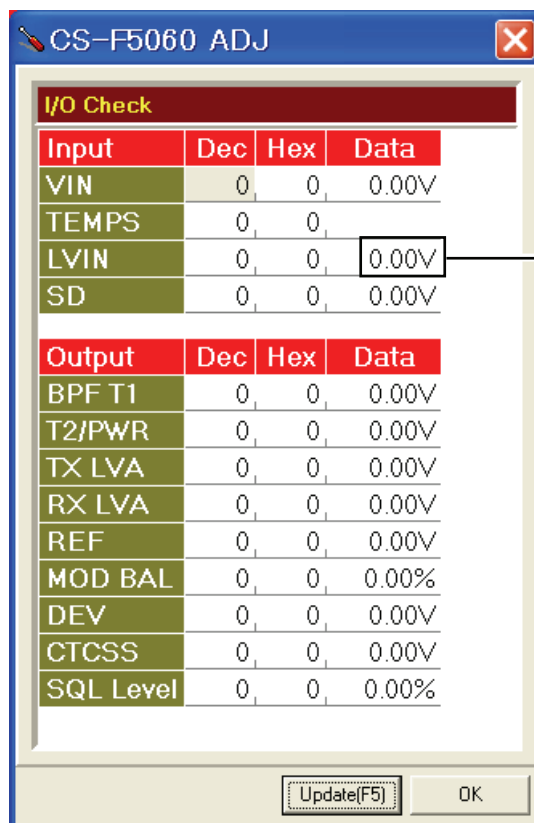 CS-F5060 ADJ
I/O Check
Input Dec Hex Data
VIN 0 0 0.00V
TEMPS 0 0
LVIN 0 0 0.00V
SD 0 0 0.00V
Output Dec Hex Data
BPF T1 0 0 0.00V
T2/PWR 0 0 0.00V
TX LVA 0 0 0.00V
RX LVA 0 0 0.00V
REF 0 0 0.00V
MOD BAL 0 0 0.00%
DEV 0 0 0.00V
CTCSS 0 0 0.00V
SQL Level 0 0 0.00%
Update(F5) OK